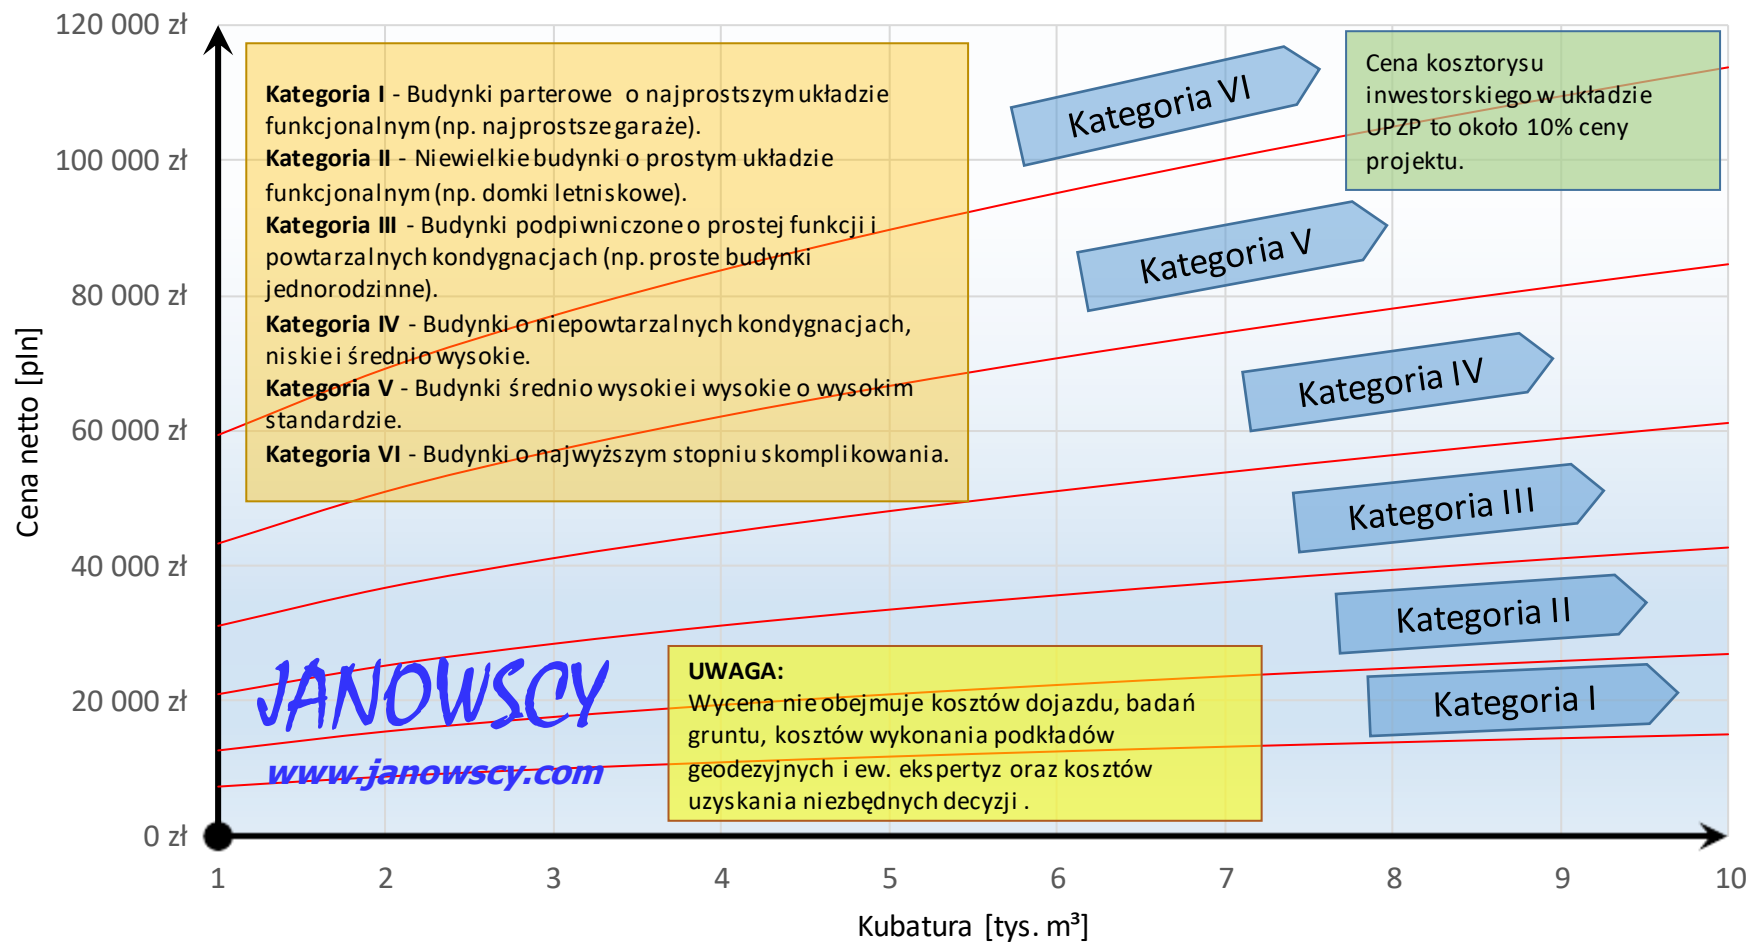 120 000 zł
100 000 zł
80 000 zł
60 000 zł
40 000 zł
20 000 zł
0 zł
Cena netto [pln]
Kategoria I - Budynki parterowe o najprostszym układzie
funkcjonalnym (np. najprostsze garaże).
Kategoria II - Niewielkie budynki o prostym układzie
funkcjonalnym (np. domki letniskowe).
Kategoria III - Budynki podpiwniczone o prostej funkcji i
powtarzalnych kondygnacjach (np. proste budynki
jednorodzinne).
Kategoria IV - Budynki o niepowtarzalnych kondygnacjach,
niskie i średnio wysokie.
Kategoria V - Budynki średnio wysokie i wysokie o wysokim
standardzie.
Kategoria VI - Budynki o najwyższym stopniu skomplikowania.
Cena kosztorysu
inwestorskiego w układzie
UPZP to około 10% ceny
projektu.
Kategoria VI
Kategoria V
Kategoria IV
Kategoria III
Kategoria II
Kategoria I
JANOWSCY
www.janowscy.com
UWAGA:
Wycena nie obejmuje kosztów dojazdu, badań
gruntu, kosztów wykonania podkładów
geodezyjnych i ew. ekspertyz oraz kosztów
uzyskania niezbędnych decyzji .
1 2 3 4 5 6 7 8 9 10
Kubatura [tys. m³]